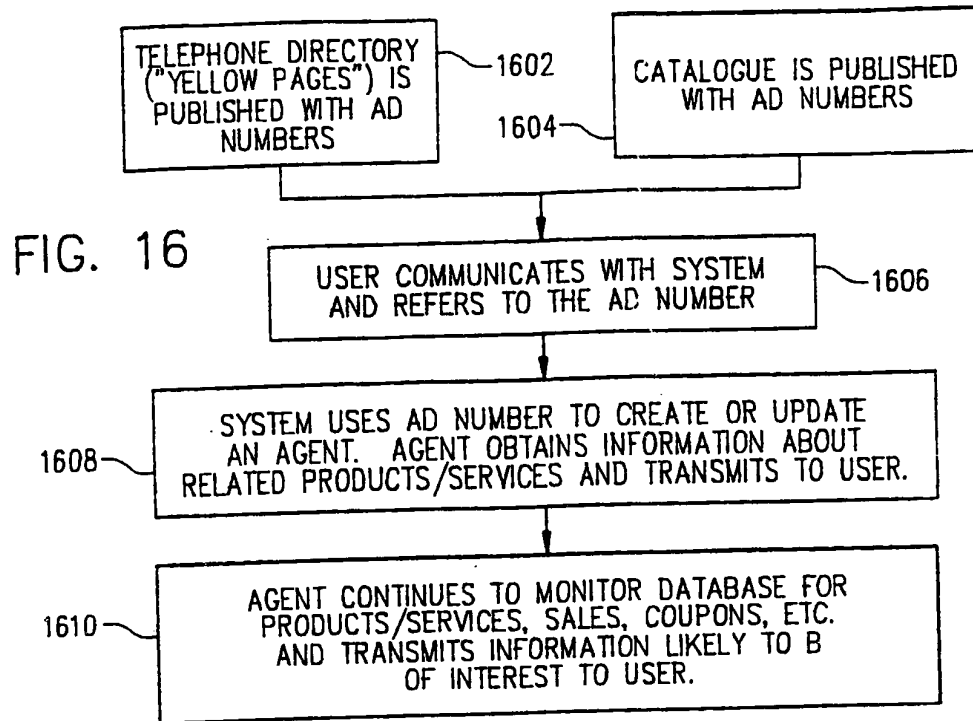 TELEPHONE DIRECTORY
("YELLOW PAGES") IS
PUBLISHED WITH AD
NUMBERS
1602
CATALOGUE IS PUBLISHED
WITH AD NUMBERS
1604
FIG. 16
USER COMMUNICATES WITH SYSTEM
AND REFERS TO THE AD NUMBER
1606
SYSTEM USES AD NUMBER TO CREATE OR UPDATE
AN AGENT. AGENT OBTAINS INFORMATION ABOUT
RELATED PRODUCTS/SERVICES AND TRANSMITS TO USER.
1608
AGENT CONTINUES TO MONITOR DATABASE FOR
PRODUCTS/SERVICES, SALES, COUPONS, ETC.
AND TRANSMITS INFORMATION LIKELY TO B
OF INTEREST TO USER.
1610